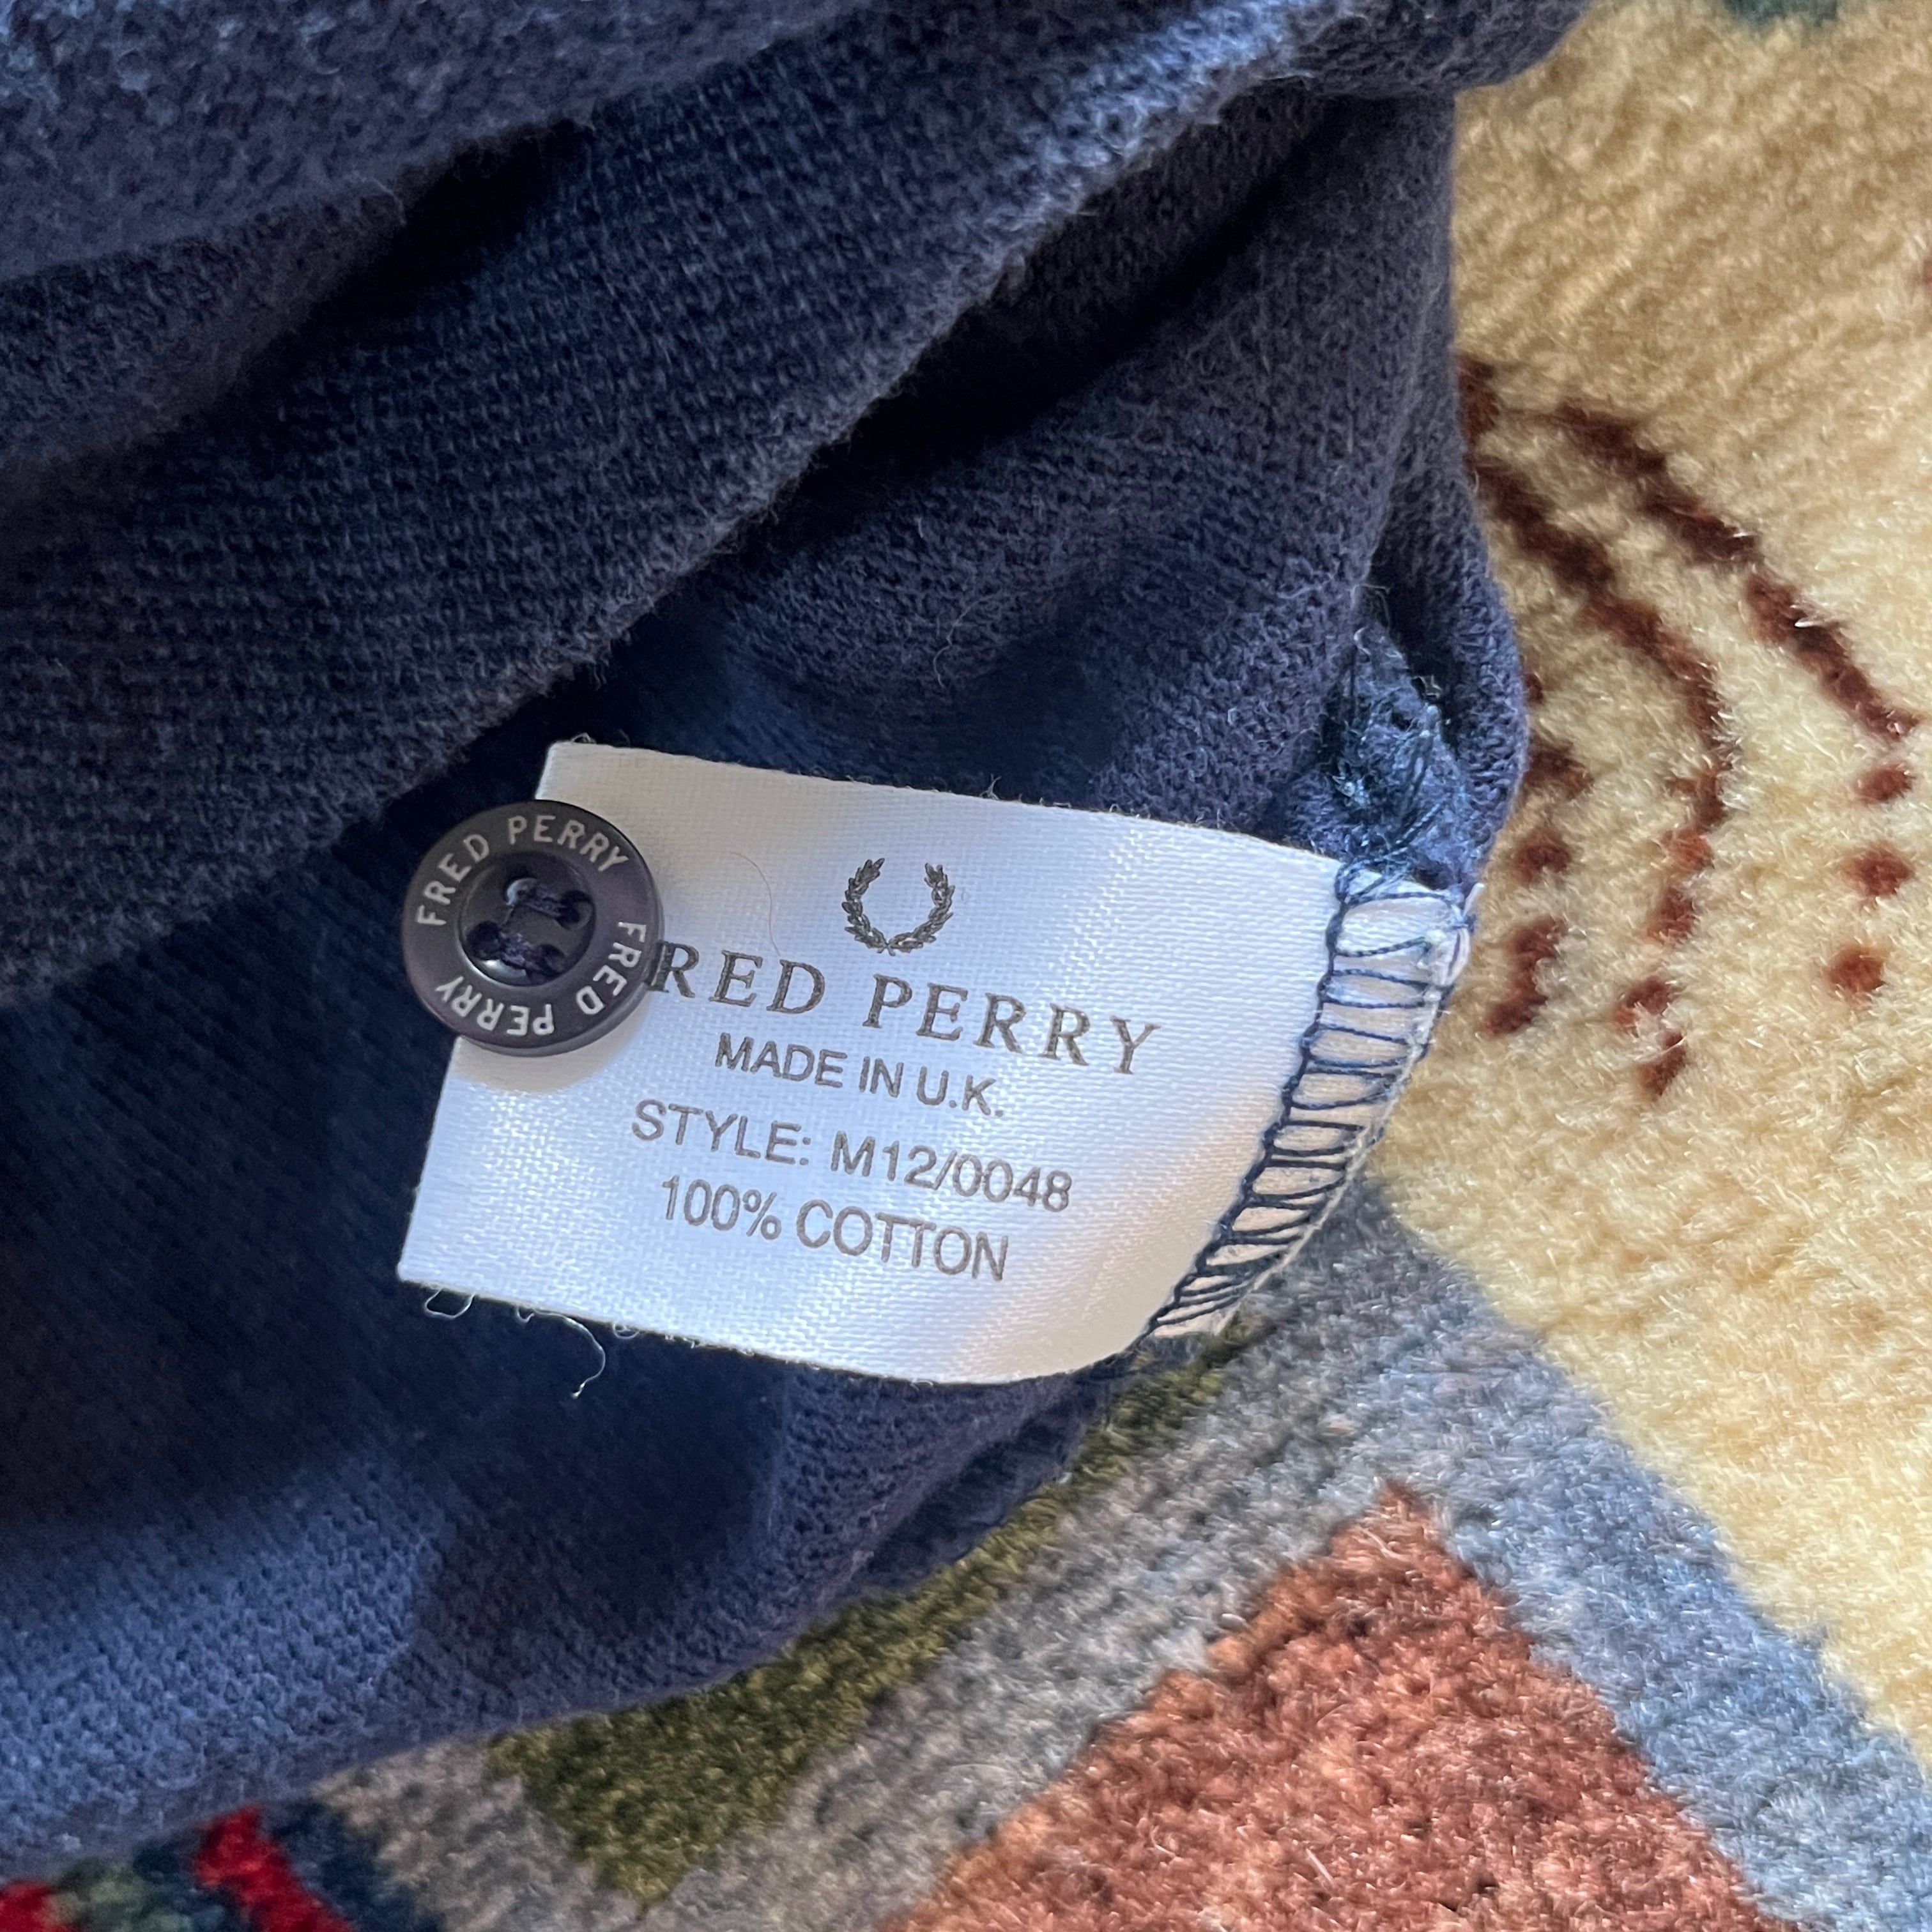 FRED PERRY FRED PERRY
RED PERRY
MADE IN U.K.
STYLE: M12/0048
100% COTTON